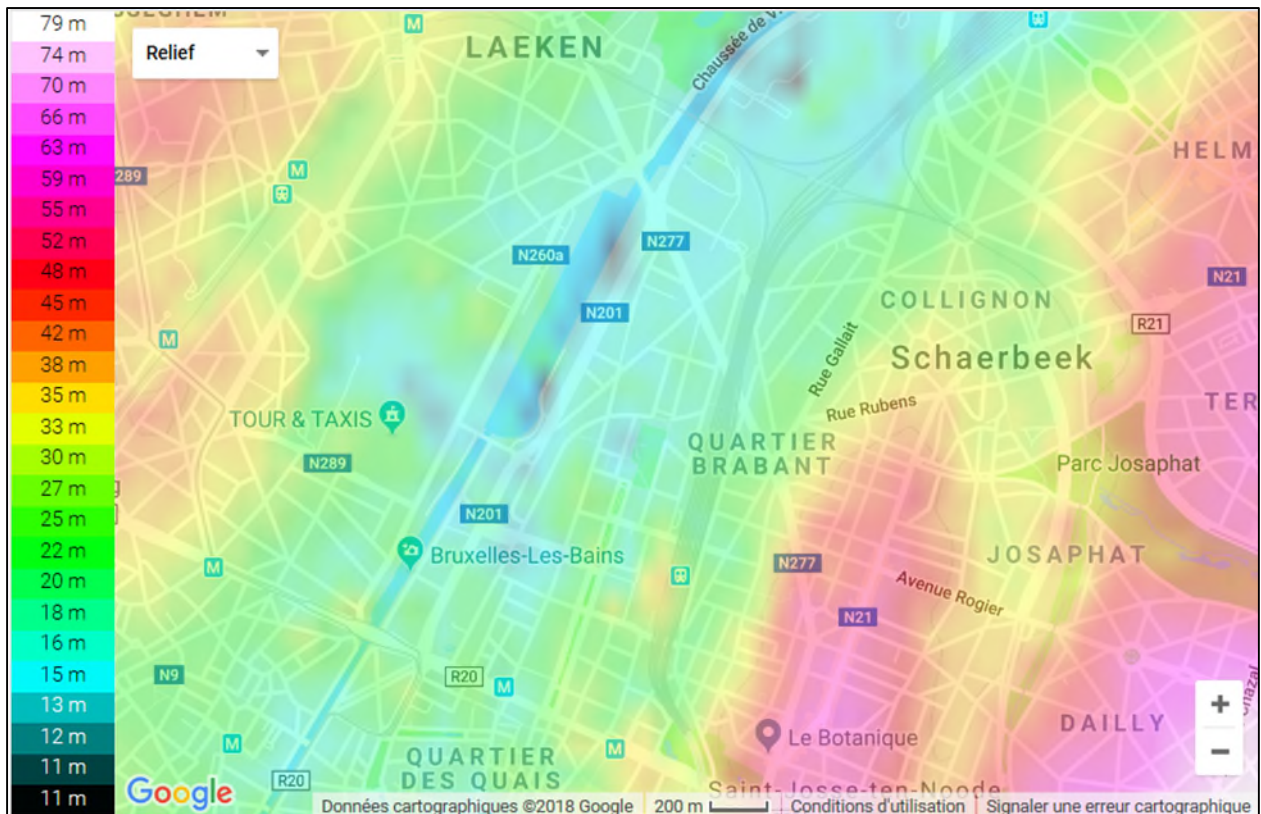 79 m
74 m
70 m
66 m
63 m
59 m
55 m
52 m
48 m
45 m
42 m
38 m
35 m
33 m
30 m
27 m
25 m
22 m
20 m
18 m
16 m
15 m
13 m
12 m
11 m
11 m
Relief
M
LAEKEN
Chaussée de V
HELM
M
289
N260a
N277
N21
COLLIGNON
N201
R21
M
Rue Gallait
Schaerbeek
TER
Rue Rubens
TOUR & TAXIS
QUARTIER
BRABANT
N289
Parc Josaphat
N201
Bruxelles-Les-Bains
JOSAPHAT
M
N277
Avenue Rogier
N21
N9
R20
M
Chazal
+
DAILLY
M
M
Le Botanique
−
QUARTIER
DES QUAIS
R20
Saint-Josse-ten-Noode
Google
Données cartographiques ©2018 Google
200 m
Conditions d'utilisation
Signaler une erreur cartographique